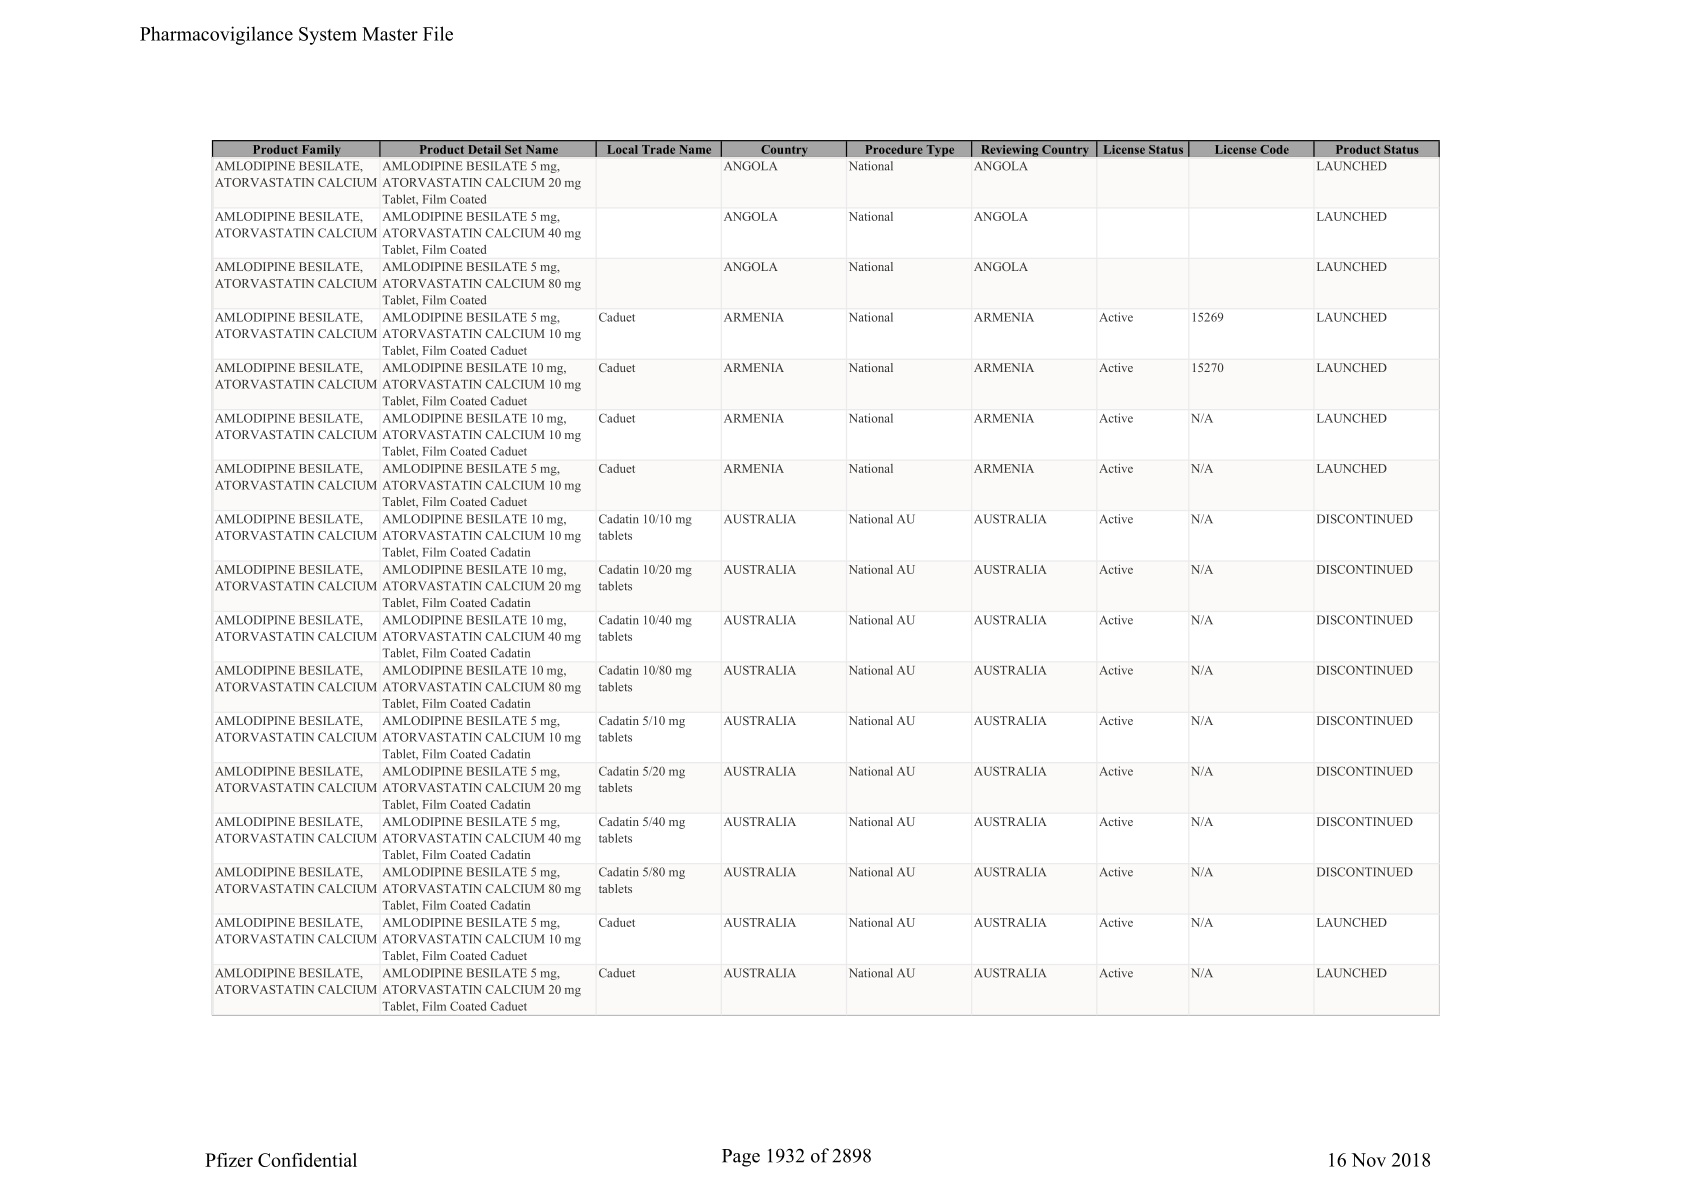 Pharmacovigilance System Master File
Product Family Product Detail Set Name Local Trade Name Country Procedure Type Reviewing Country License Status License Code Product Status
AMLODIPINE BESILATE, AMLODIPINE BESILATE 5 mg, ANGOLA National ANGOLA LAUNCHED
ATORVASTATIN CALCIUM ATORVASTATIN CALCIUM 20 mg
Tablet, Film Coated
AMLODIPINE BESILATE, AMLODIPINE BESILATE 5 mg, ANGOLA National ANGOLA LAUNCHED
ATORVASTATIN CALCIUM ATORVASTATIN CALCIUM 40 mg
Tablet, Film Coated
AMLODIPINE BESILATE, AMLODIPINE BESILATE 5 mg, ANGOLA National ANGOLA LAUNCHED
ATORVASTATIN CALCIUM ATORVASTATIN CALCIUM 80 mg
Tablet, Film Coated
AMLODIPINE BESILATE, AMLODIPINE BESILATE 5 mg, Caduet ARMENIA National ARMENIA Active 15269 LAUNCHED
ATORVASTATIN CALCIUM ATORVASTATIN CALCIUM 10 mg
Tablet, Film Coated Caduet
AMLODIPINE BESILATE, AMLODIPINE BESILATE 10 mg, Caduet ARMENIA National ARMENIA Active 15270 LAUNCHED
ATORVASTATIN CALCIUM ATORVASTATIN CALCIUM 10 mg
Tablet, Film Coated Caduet
AMLODIPINE BESILATE, AMLODIPINE BESILATE 10 mg, Caduet ARMENIA National ARMENIA Active N/A LAUNCHED
ATORVASTATIN CALCIUM ATORVASTATIN CALCIUM 10 mg
Tablet, Film Coated Caduet
AMLODIPINE BESILATE, AMLODIPINE BESILATE 5 mg, Caduet ARMENIA National ARMENIA Active N/A LAUNCHED
ATORVASTATIN CALCIUM ATORVASTATIN CALCIUM 10 mg
Tablet, Film Coated Caduet
AMLODIPINE BESILATE, AMLODIPINE BESILATE 10 mg, Cadatin 10/10 mg AUSTRALIA National AU AUSTRALIA Active N/A DISCONTINUED
ATORVASTATIN CALCIUM ATORVASTATIN CALCIUM 10 mg tablets
Tablet, Film Coated Cadatin
AMLODIPINE BESILATE, AMLODIPINE BESILATE 10 mg, Cadatin 10/20 mg AUSTRALIA National AU AUSTRALIA Active N/A DISCONTINUED
ATORVASTATIN CALCIUM ATORVASTATIN CALCIUM 20 mg tablets
Tablet, Film Coated Cadatin
AMLODIPINE BESILATE, AMLODIPINE BESILATE 10 mg, Cadatin 10/40 mg AUSTRALIA National AU AUSTRALIA Active N/A DISCONTINUED
ATORVASTATIN CALCIUM ATORVASTATIN CALCIUM 40 mg tablets
Tablet, Film Coated Cadatin
AMLODIPINE BESILATE, AMLODIPINE BESILATE 10 mg, Cadatin 10/80 mg AUSTRALIA National AU AUSTRALIA Active N/A DISCONTINUED
ATORVASTATIN CALCIUM ATORVASTATIN CALCIUM 80 mg tablets
Tablet, Film Coated Cadatin
AMLODIPINE BESILATE, AMLODIPINE BESILATE 5 mg, Cadatin 5/10 mg AUSTRALIA National AU AUSTRALIA Active N/A DISCONTINUED
ATORVASTATIN CALCIUM ATORVASTATIN CALCIUM 10 mg tablets
Tablet, Film Coated Cadatin
AMLODIPINE BESILATE, AMLODIPINE BESILATE 5 mg, Cadatin 5/20 mg AUSTRALIA National AU AUSTRALIA Active N/A DISCONTINUED
ATORVASTATIN CALCIUM ATORVASTATIN CALCIUM 20 mg tablets
Tablet, Film Coated Cadatin
AMLODIPINE BESILATE, AMLODIPINE BESILATE 5 mg, Cadatin 5/40 mg AUSTRALIA National AU AUSTRALIA Active N/A DISCONTINUED
ATORVASTATIN CALCIUM ATORVASTATIN CALCIUM 40 mg tablets
Tablet, Film Coated Cadatin
AMLODIPINE BESILATE, AMLODIPINE BESILATE 5 mg, Cadatin 5/80 mg AUSTRALIA National AU AUSTRALIA Active N/A DISCONTINUED
ATORVASTATIN CALCIUM ATORVASTATIN CALCIUM 80 mg tablets
Tablet, Film Coated Cadatin
AMLODIPINE BESILATE, AMLODIPINE BESILATE 5 mg, Caduet AUSTRALIA National AU AUSTRALIA Active N/A LAUNCHED
ATORVASTATIN CALCIUM ATORVASTATIN CALCIUM 10 mg
Tablet, Film Coated Caduet
AMLODIPINE BESILATE, AMLODIPINE BESILATE 5 mg, Caduet AUSTRALIA National AU AUSTRALIA Active N/A LAUNCHED
ATORVASTATIN CALCIUM ATORVASTATIN CALCIUM 20 mg
Tablet, Film Coated Caduet
Pfizer Confidential Page 1932 of 2898 16 Nov 2018